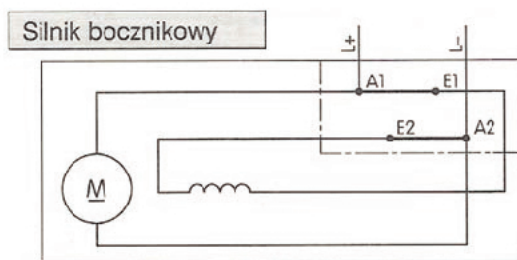 Silnik bocznikowy
L+
L-
A1
E1
E2
A2
M